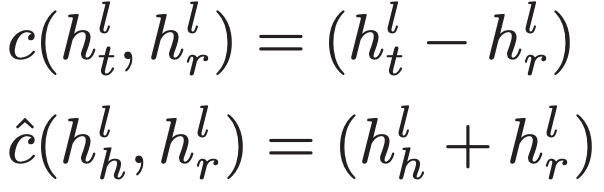 c(h_t^l, h_r^l) = (h_t^l − h_r^l)
ĉ(h_h^l, h_r^l) = (h_h^l + h_r^l)